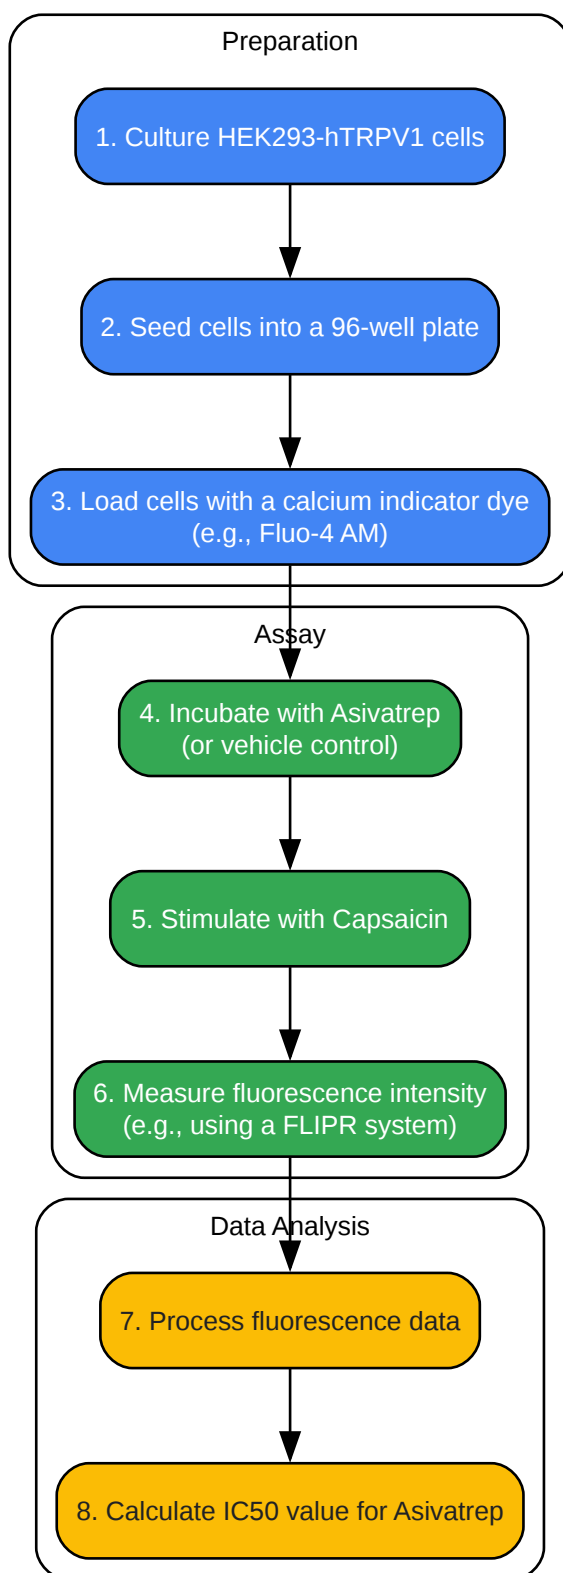 Preparation
1. Culture HEK293-hTRPV1 cells
2. Seed cells into a 96-well plate
3. Load cells with a calcium indicator dye
(e.g., Fluo-4 AM)
Assay
4. Incubate with Asivatrep
(or vehicle control)
5. Stimulate with Capsaicin
6. Measure fluorescence intensity
(e.g., using a FLIPR system)
Data Analysis
7. Process fluorescence data
8. Calculate IC50 value for Asivatrep